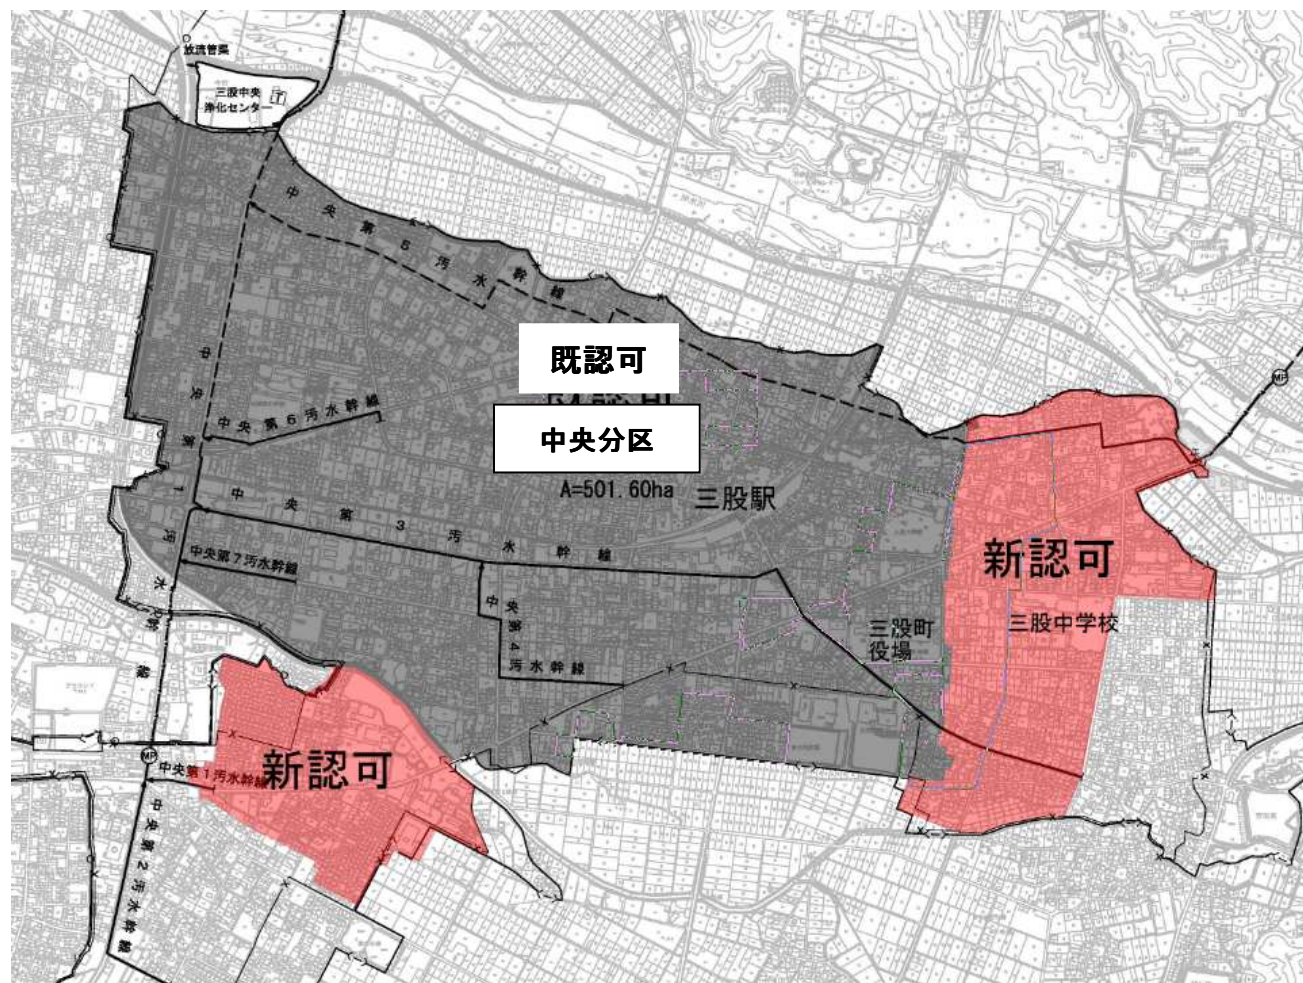 放流管渠
三股中央
浄化センター
T
中央第5汚水幹線
既認可
中央分区
A=501.60ha
三股駅
中央第6汚水幹線
中央第1汚水幹線
中央第3汚水幹線
中央第7汚水幹線
中央第4
汚水幹線
MP
新認可
三股中学校
三股町
役場
新認可
MP
中央第1汚水幹線
中央第2汚水幹線